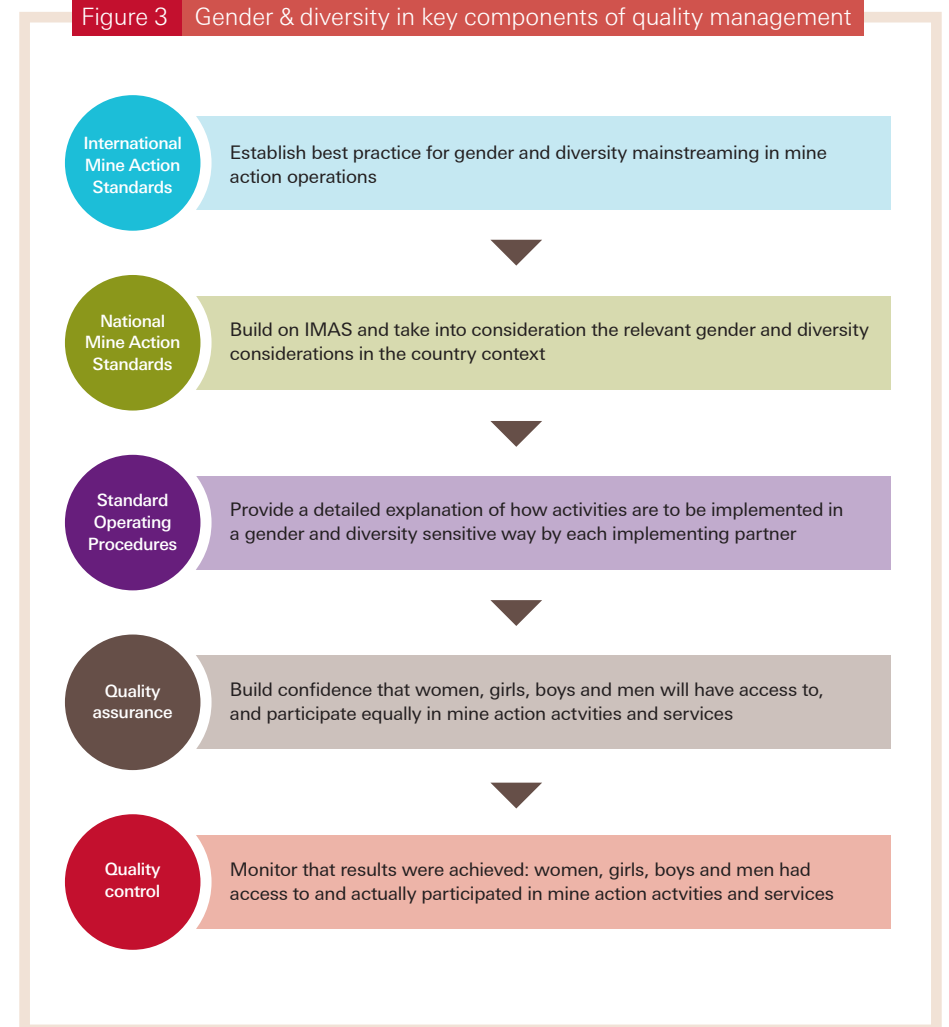 Figure 3 Gender & diversity in key components of quality management
International
Mine Action
Standards
Establish best practice for gender and diversity mainstreaming in mine
action operations
National
Mine Action
Standards
Build on IMAS and take into consideration the relevant gender and diversity
considerations in the country context
Standard
Operating
Procedures
Provide a detailed explanation of how activities are to be implemented in
a gender and diversity sensitive way by each implementing partner
Quality
assurance
Build confidence that women, girls, boys and men will have access to,
and participate equally in mine action actvities and services
Quality
control
Monitor that results were achieved: women, girls, boys and men had
access to and actually participated in mine action actvities and services